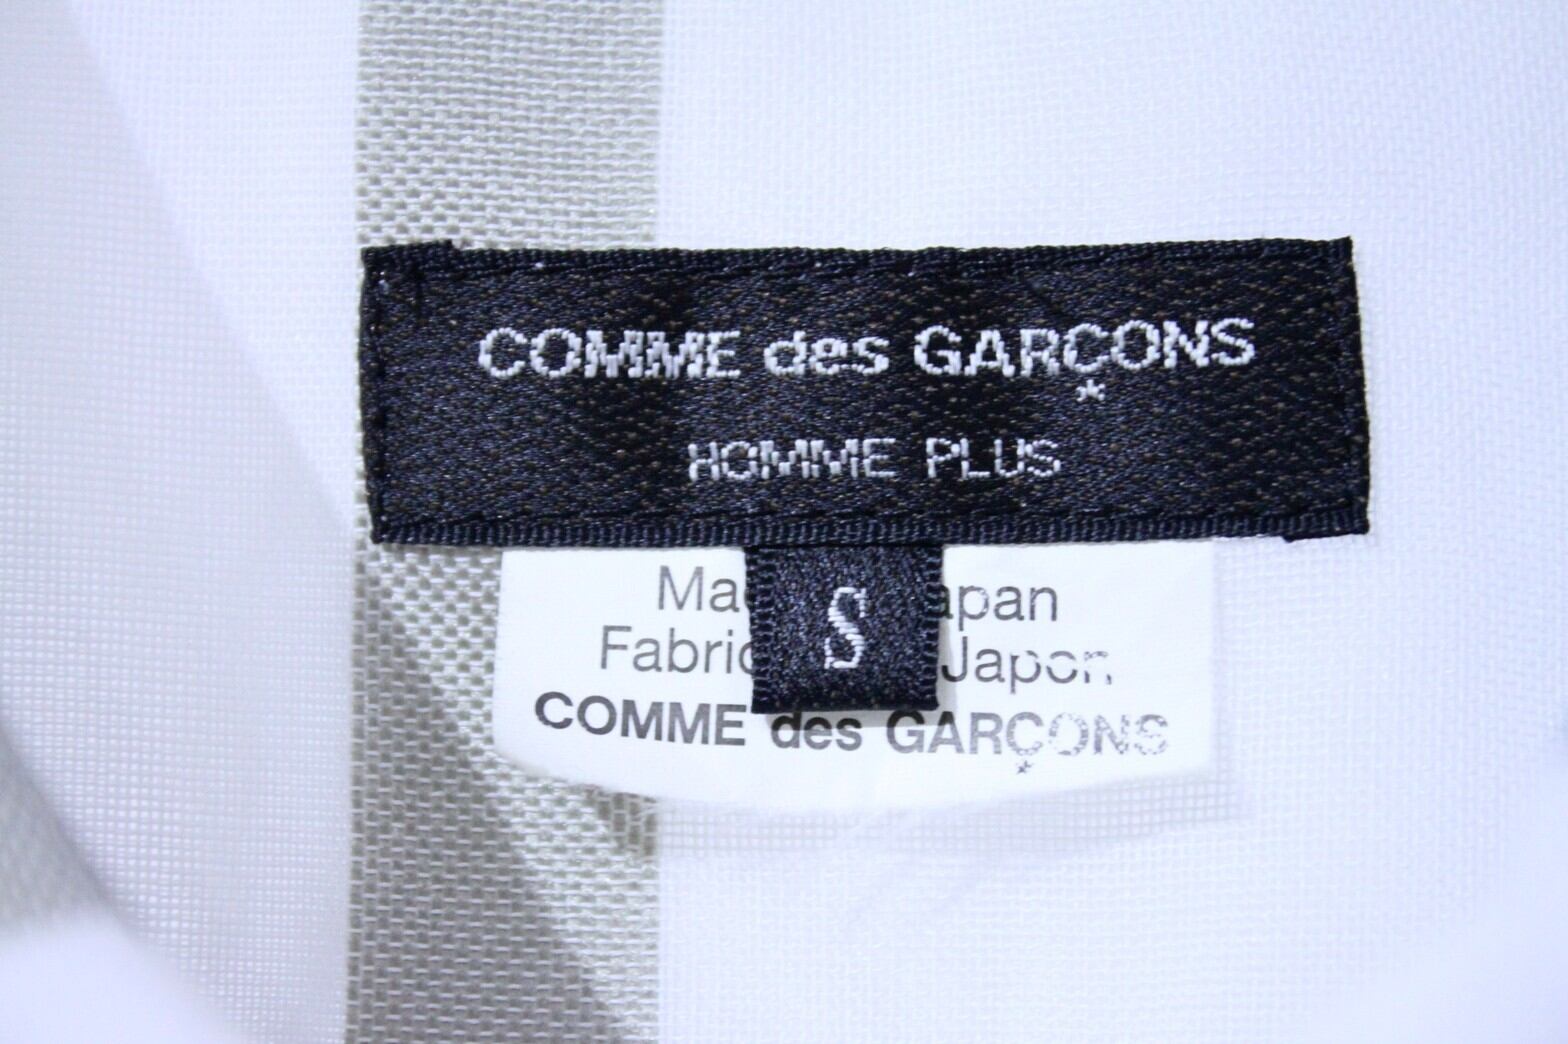 COMME des GARÇONS
HOMME PLUS
S
Ma apan
Fabric Japon
COMME des GARÇONS